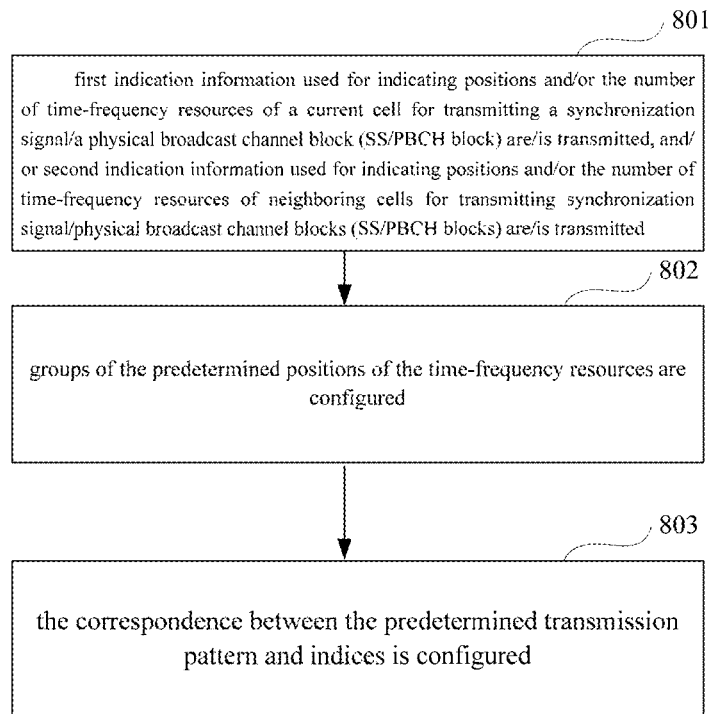 801
first indication information used for indicating positions and/or the number
of time-frequency resources of a current cell for transmitting a synchronization
signal/a physical broadcast channel block (SS/PBCH block) are/is transmitted, and/
or second indication information used for indicating positions and/or the number of
time-frequency resources of neighboring cells for transmitting synchronization
signal/physical broadcast channel blocks (SS/PBCH blocks) are/is transmitted
802
groups of the predetermined positions of the time-frequency resources are
configured
803
the correspondence between the predetermined transmission
pattern and indices is configured